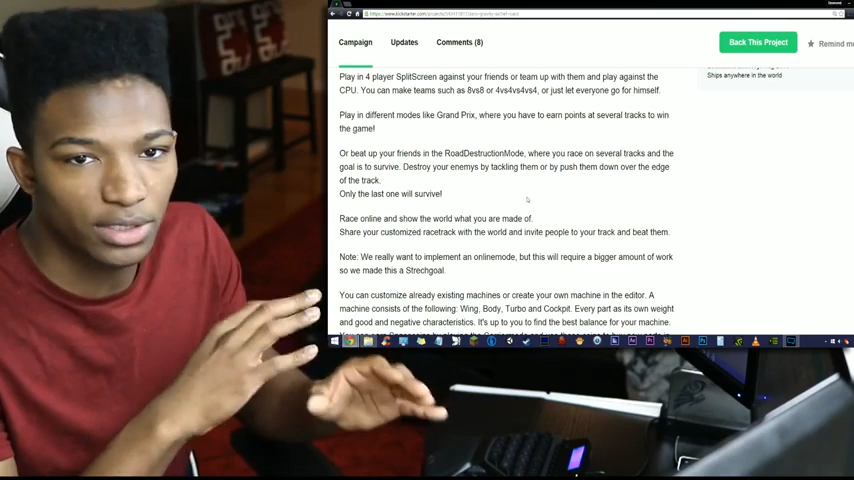 Campaign Updates Comments (8) Back This Project Remind me
Ships anywhere in the world
Play in 4 player SplitScreen against your friends or team up with them and play against the
CPU. You can make teams such as 8vs8 or 4vs4vs4vs4, or just let everyone go for himself.
Play in different modes like Grand Prix, where you have to earn points at several tracks to win
the game!
Or beat up your friends in the RoadDestructionMode, where you race on several tracks and the
goal is to survive. Destroy your enemys by tackling them or by push them down over the edge
of the track.
Only the last one will survive!
Race online and show the world what you are made of.
Share your customized racetrack with the world and invite people to your track and beat them.
Note: We really want to implement an onlinemode, but this will require a bigger amount of work
so we made this a Strechgoal.
You can customize already existing machines or create your own machine in the editor. A
machine consists of the following: Wing, Body, Turbo and Cockpit. Every part as its own weight
and good and negative characteristics. It's up to you to find the best balance for your machine.